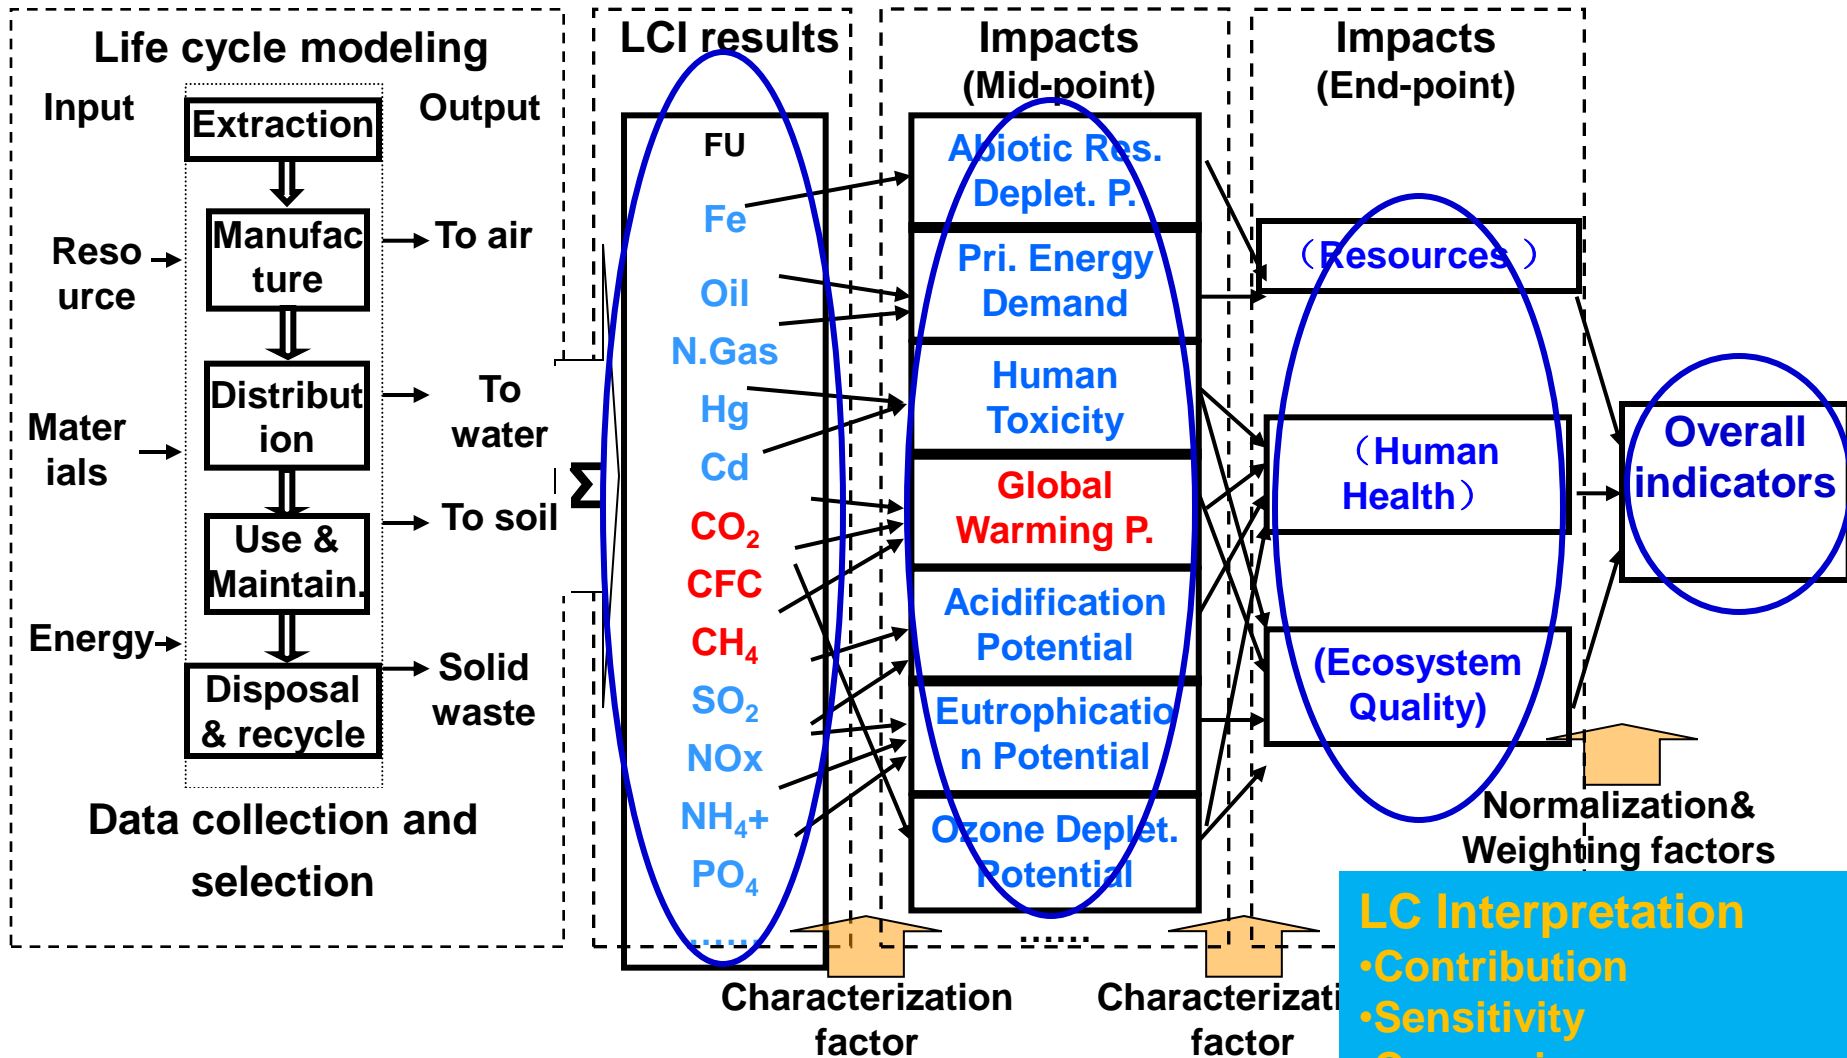 Life cycle modeling
Input
Output
Extraction
Manufac
ture
Distribut
ion
Use &
Maintain.
Disposal
& recycle
Reso
urce
Mater
ials
Energy
To air
To
water
To soil
Solid
waste
Data collection and
selection
Σ
LCI results
FU
Fe
Oil
N.Gas
Hg
Cd
CO₂
CFC
CH₄
SO₂
NOx
NH₄+
PO₄
......
Characterization
factor
Impacts
(Mid-point)
Abiotic Res.
Deplet. P.
Pri. Energy
Demand
Human
Toxicity
Global
Warming P.
Acidification
Potential
Eutrophicatio
n Potential
Ozone Deplet.
Potential
......
Characterizati
factor
Impacts
(End-point)
（Resources ）
（Human
Health）
(Ecosystem
Quality)
Overall
indicators
Normalization&
Weighting factors
LC Interpretation
•Contribution
•Sensitivity